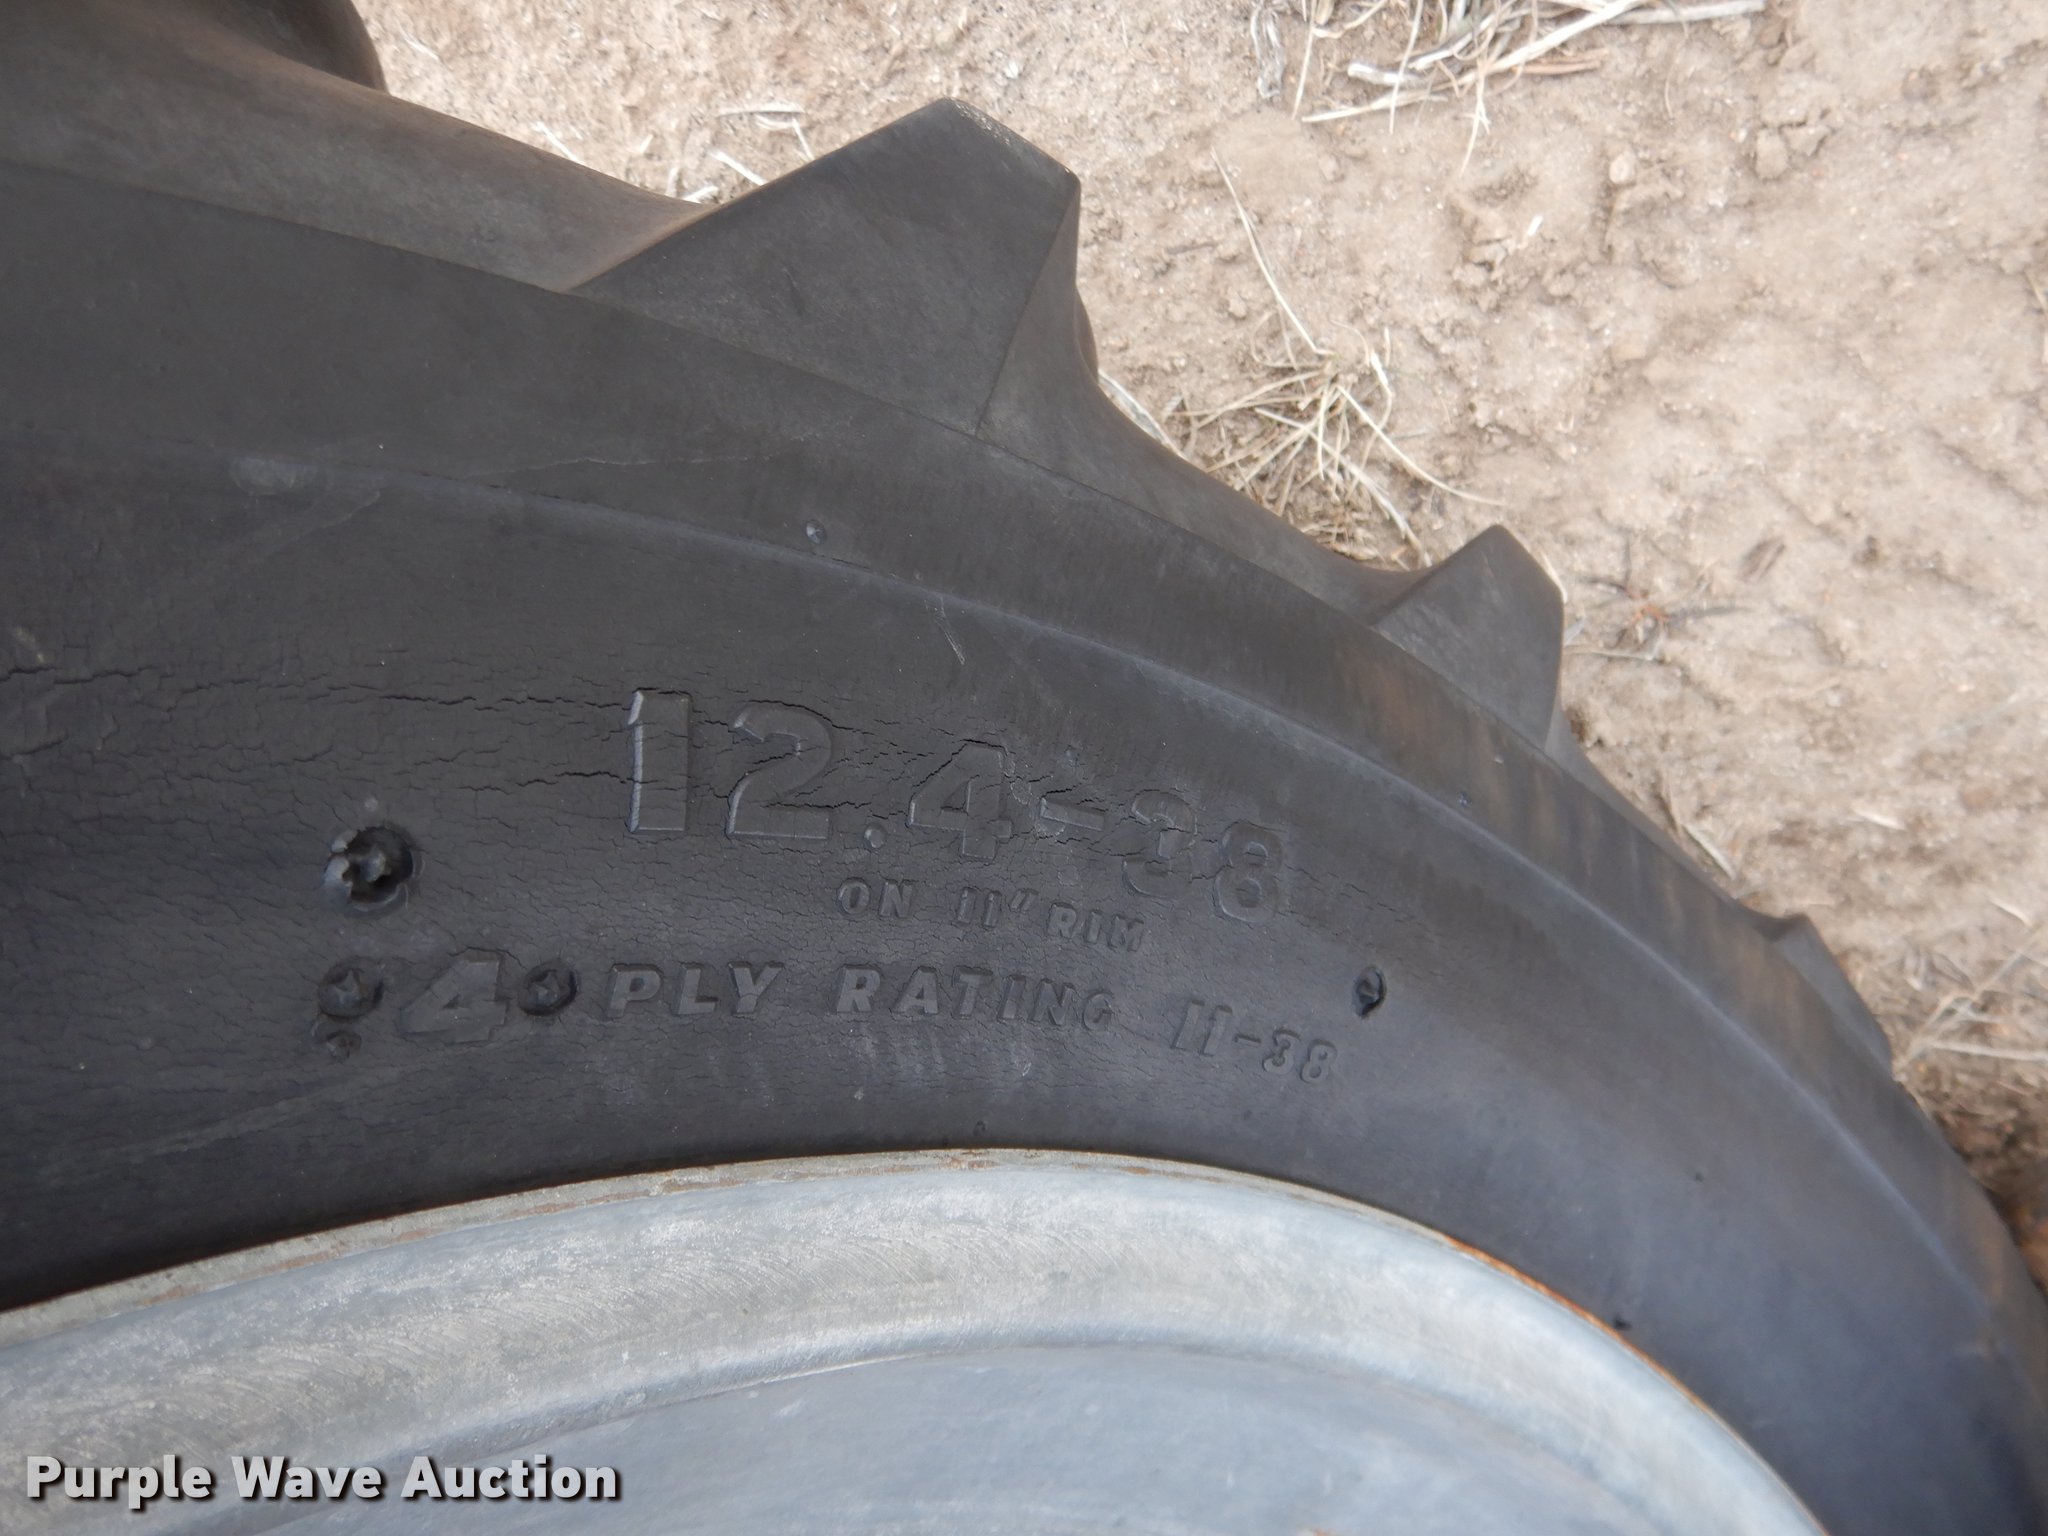 12.4-38
ON 11" RIM
4 PLY RATING 11-38
Purple Wave Auction